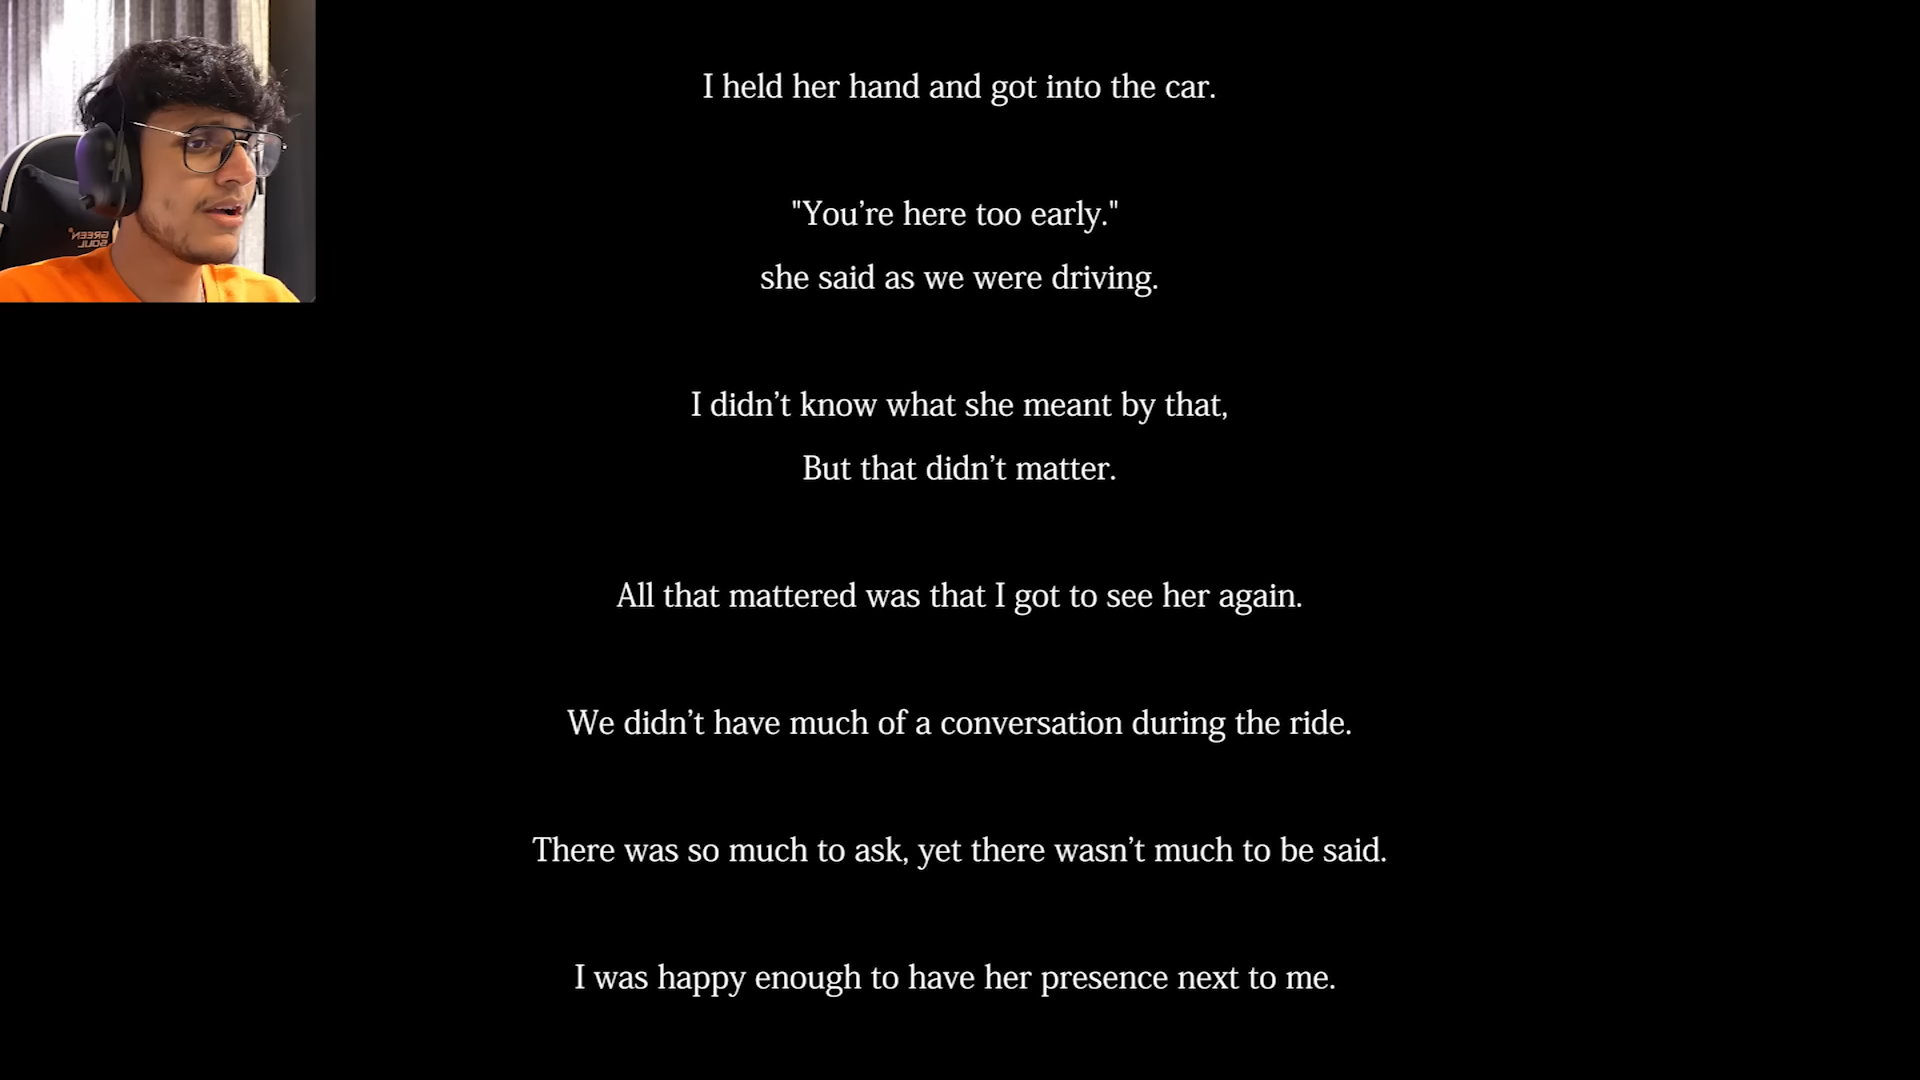 I held her hand and got into the car.
"You’re here too early."
she said as we were driving.
I didn’t know what she meant by that,
But that didn’t matter.
All that mattered was that I got to see her again.
We didn’t have much of a conversation during the ride.
There was so much to ask, yet there wasn’t much to be said.
I was happy enough to have her presence next to me.
GREEN
SOUL